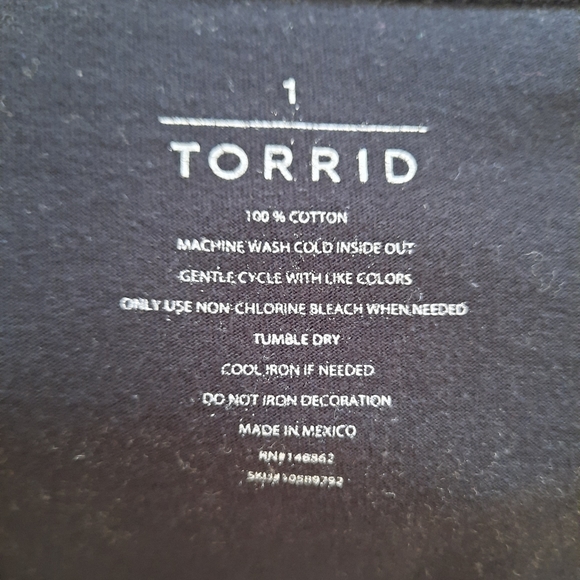 1
TORRID
100 % COTTON
MACHINE WASH COLD INSIDE OUT
GENTLE CYCLE WITH LIKE COLORS
ONLY USE NON-CHLORINE BLEACH WHEN NEEDED
TUMBLE DRY
COOL IRON IF NEEDED
DO NOT IRON DECORATION
MADE IN MEXICO
RN#148862